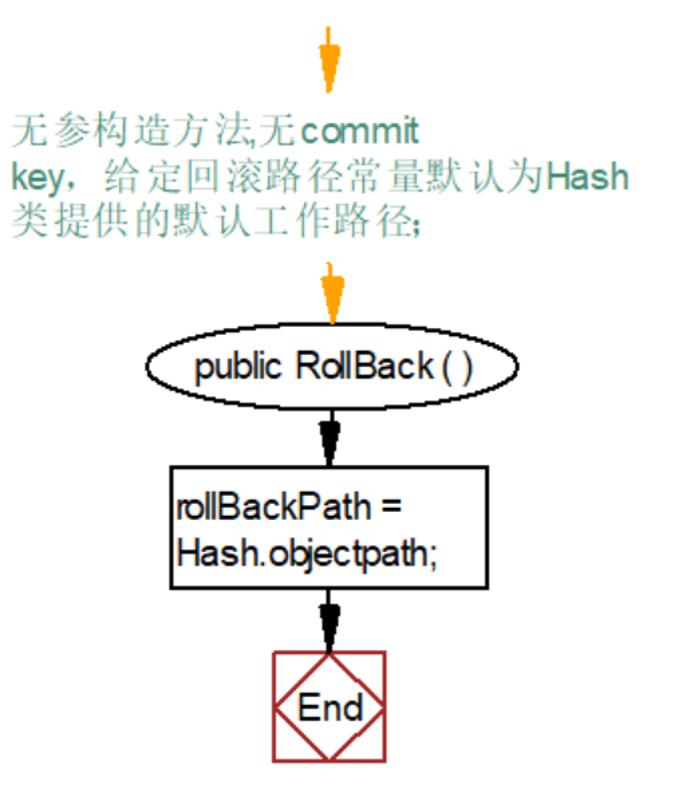 无参构造方法,无commit
key，给定回滚路径常量默认为Hash
类提供的默认工作路径;
public RollBack ( )
rollBackPath =
Hash.objectpath;
End